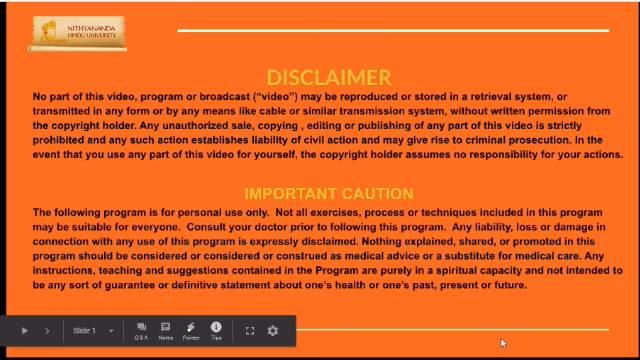 NITHYANANDA
HINDU UNIVERSITY
DISCLAIMER
No part of this video, program or broadcast (“video”) may be reproduced or stored in a retrieval system, or
transmitted in any form or by any means like cable or similar transmission system, without written permission from
the copyright holder. Any unauthorized sale, copying , editing or publishing of any part of this video is strictly
prohibited and any such action establishes liability of civil action and may give rise to criminal prosecution. In the
event that you use any part of this video for yourself, the copyright holder assumes no responsibility for your actions.
IMPORTANT CAUTION
The following program is for personal use only. Not all exercises, process or techniques included in this program
may be suitable for everyone. Consult your doctor prior to following this program. Any liability, loss or damage in
connection with any use of this program is expressly disclaimed. Nothing explained, shared, or promoted in this
program should be considered or considered or construed as medical advice or a substitute for medical care. Any
instructions, teaching and suggestions contained in the Program are purely in a spiritual capacity and not intended to
be any sort of guarantee or definitive statement about one’s health or one’s past, present or future.
Slide 1
Q & A
Notes
Pointer
Tips